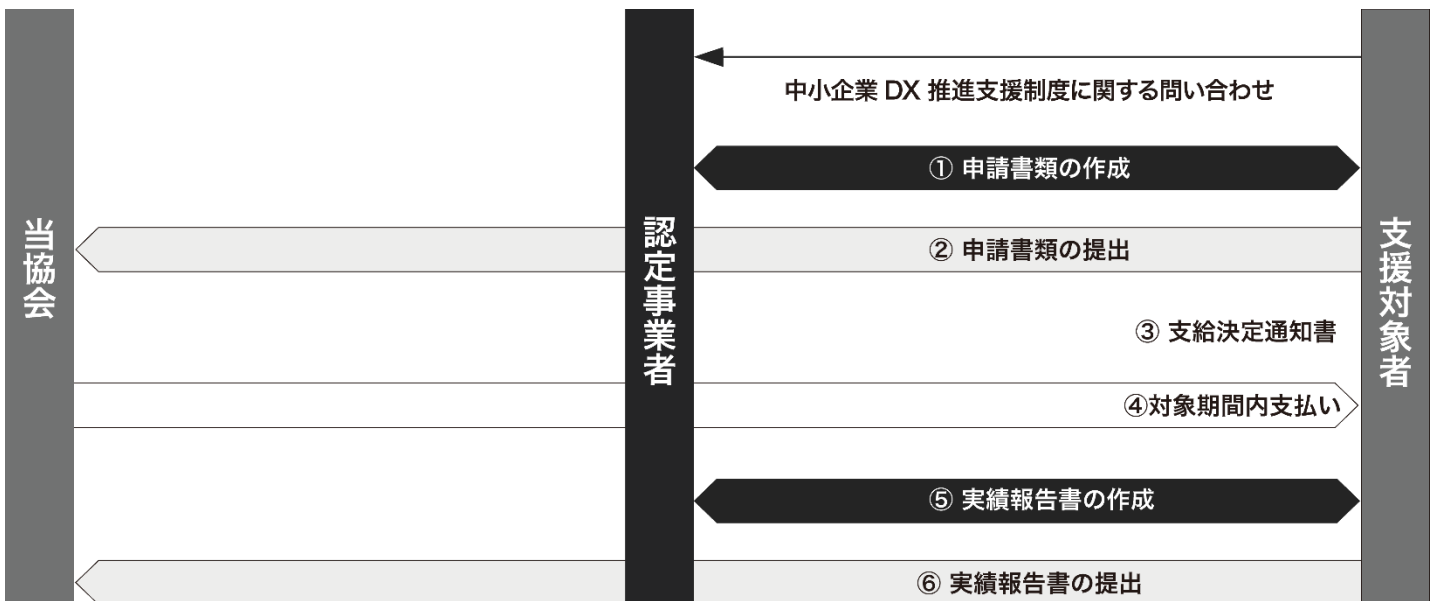 当協会
認定事業者
支援対象者
中小企業 DX 推進支援制度に関する問い合わせ
① 申請書類の作成
② 申請書類の提出
③ 支給決定通知書
④対象期間内支払い
⑤ 実績報告書の作成
⑥ 実績報告書の提出